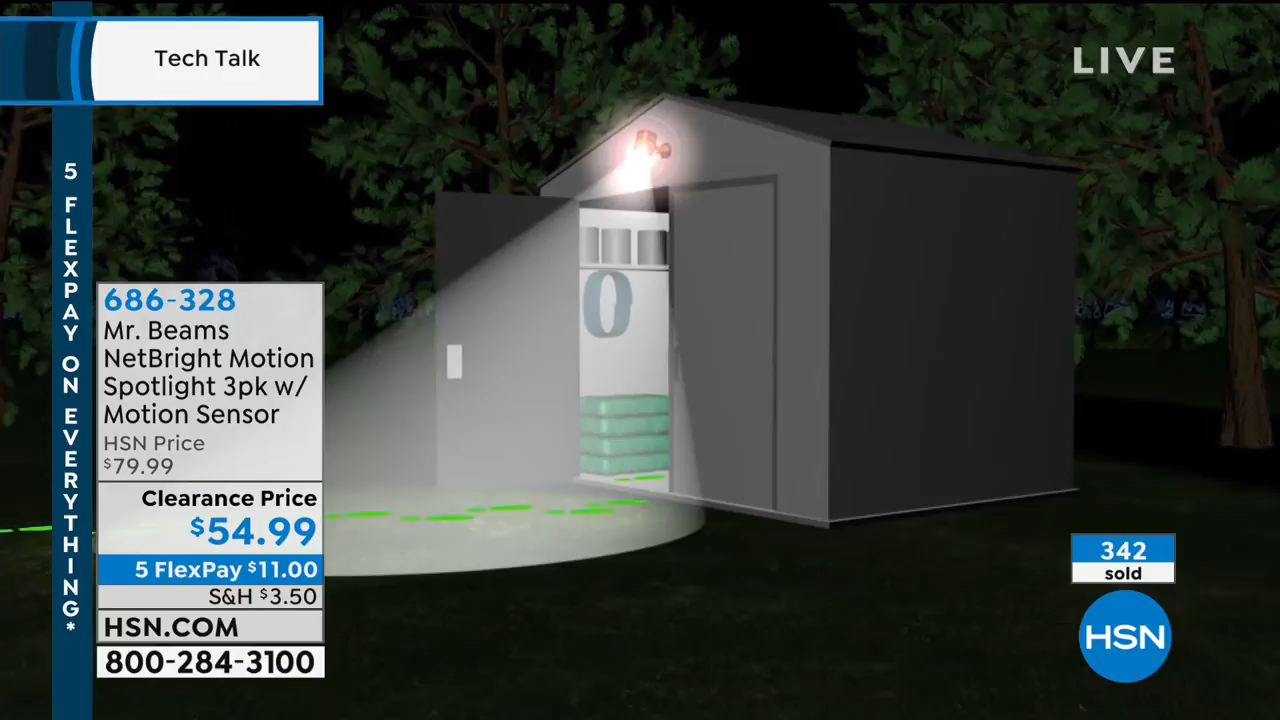 Tech Talk
LIVE
5 FLEXPAY ON EVERYTHING*
686-328
Mr. Beams
NetBright Motion
Spotlight 3pk w/
Motion Sensor
HSN Price
$79.99
Clearance Price
$54.99
5 FlexPay $11.00
S&H $3.50
HSN.COM
800-284-3100
342
sold
HSN